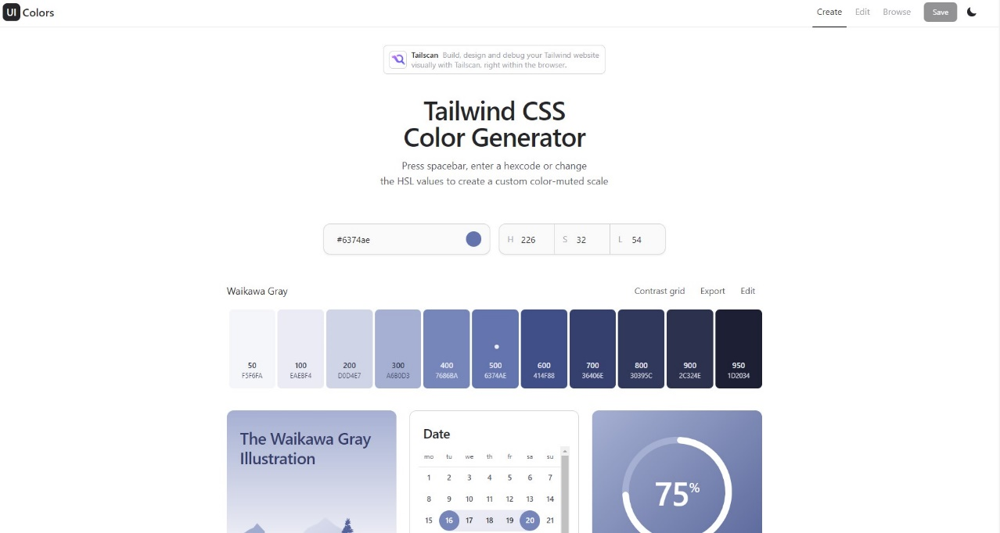 UI Colors
Create Edit Browse Save
Tailscan Build, design and debug your Tailwind website
visually with Tailscan, right within the browser.
Tailwind CSS
Color Generator
Press spacebar, enter a hexcode or change
the HSL values to create a custom color-muted scale
#6374ae H 226 S 32 L 54
Waikawa Gray Contrast grid Export Edit
50 100 200 300 400 500 600 700 800 900 950
F5F6FA EAEBF4 D0D4E7 A6B0D3 7686BA 6374AE 414F88 36406E 30395C 2C324E 1D2034
The Waikawa Gray
Illustration
Date
mo tu we th fr sa su
1 2 3 4 5 6 7
8 9 10 11 12 13 14
15 16 17 18 19 20 21
75%